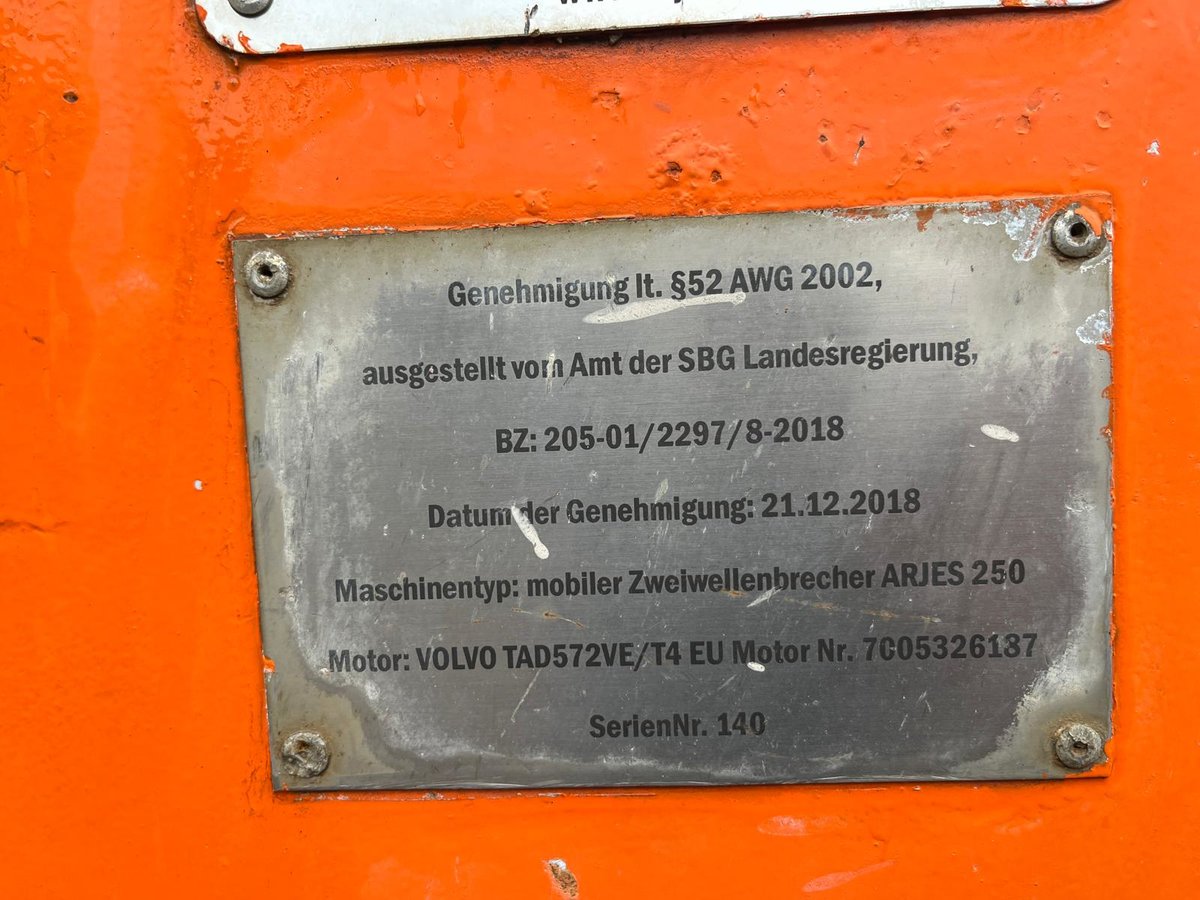 Genehmigung lt. §52 AWG 2002,
ausgestellt vom Amt der SBG Landesregierung,
BZ: 205-01/2297/8-2018
Datum der Genehmigung: 21.12.2018
Maschinentyp: mobiler Zweiwellenbrecher ARJES 250
Motor: VOLVO TAD572VE/T4 EU Motor Nr. 7005326187
SerienNr. 140